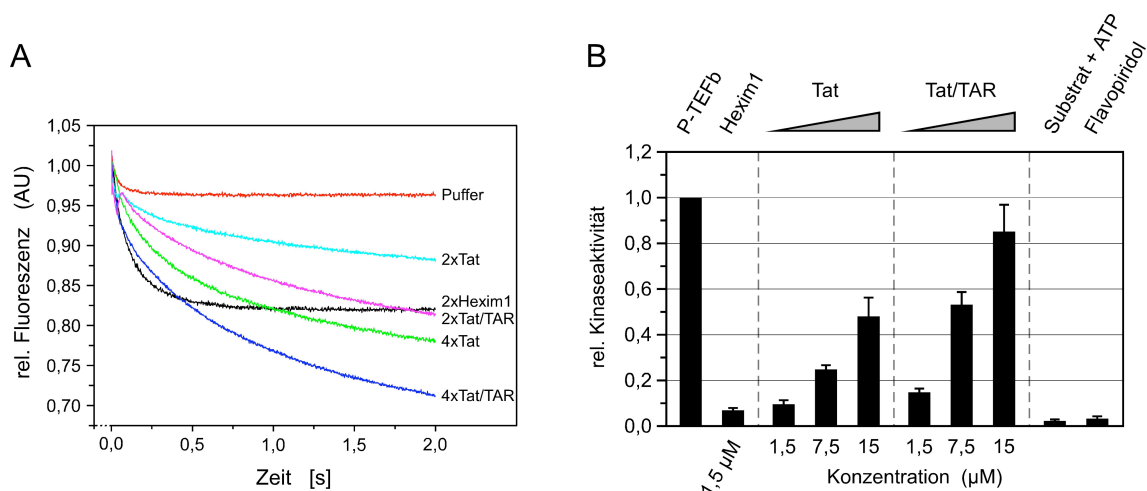 A
rel. Fluoreszenz (AU)
1,05
1,00
0,95
0,90
0,85
0,80
0,75
0,70
Puffer
2xTat
2xHexim1
2xTat/TAR
4xTat
4xTat/TAR
0,0 0,5 1,0 1,5 2,0
Zeit [s]
B
P-TEFb
Hexim1
Tat
Tat/TAR
Substrat + ATP
Flavopiridol
rel. Kinaseaktivität
1,2
1,0
0,8
0,6
0,4
0,2
0,0
1,5 µM
1,5 7,5 15 1,5 7,5 15
Konzentration (µM)